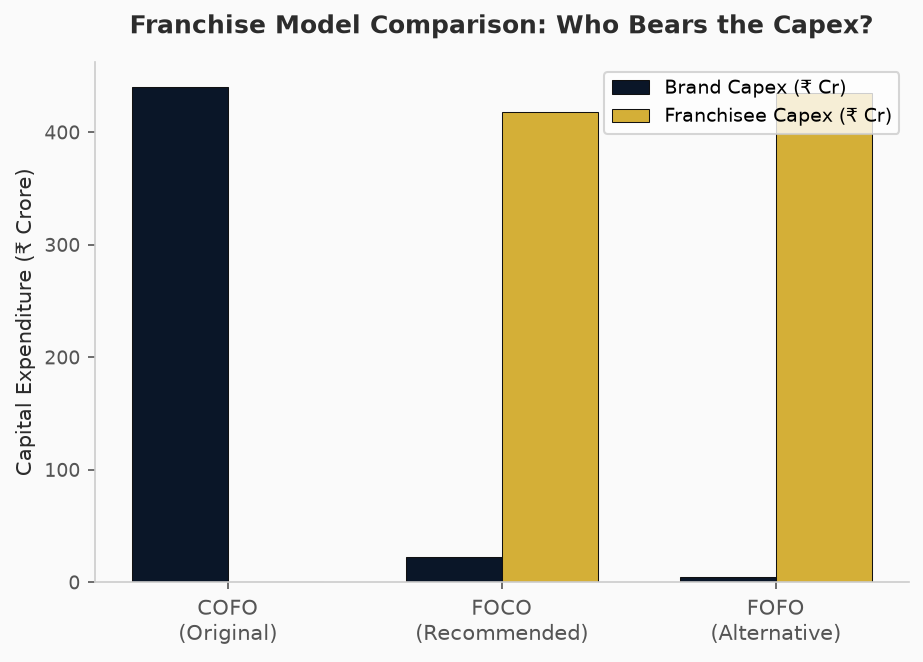 Franchise Model Comparison: Who Bears the Capex?
Brand Capex (₹ Cr)
Franchisee Capex (₹ Cr)
Capital Expenditure (₹ Crore)
400
300
200
100
0
COFO
(Original)
FOCO
(Recommended)
FOFO
(Alternative)